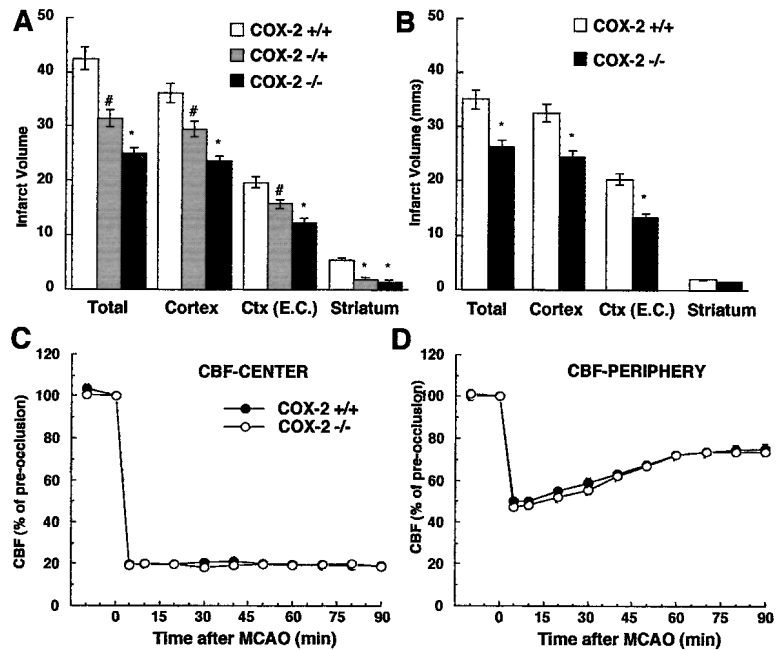 A
COX-2 +/+
COX-2 -/+
COX-2 -/-
Infarct Volume
50
40
30
20
10
0
#
*
#
*
#
*
*
*
Total
Cortex
Ctx (E.C.)
Striatum
B
COX-2 +/+
COX-2 -/-
Infarct Volume (mm3)
50
40
30
20
10
0
*
*
*
Total
Cortex
Ctx (E.C.)
Striatum
C
CBF-CENTER
COX-2 +/+
COX-2 -/-
CBF (% of pre-occlusion)
120
100
80
60
40
20
0
0 15 30 45 60 75 90
Time after MCAO (min)
D
CBF-PERIPHERY
CBF (% of pre-occlusion)
120
100
80
60
40
20
0
0 15 30 45 60 75 90
Time after MCAO (min)